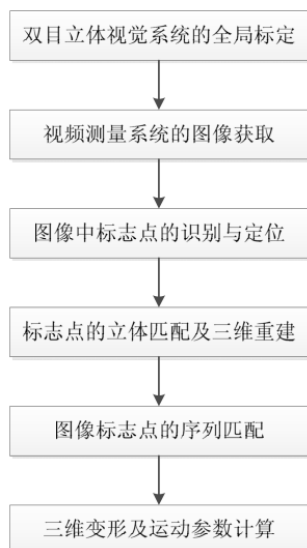 双目立体视觉系统的全局标定
视频测量系统的图像获取
图像中标志点的识别与定位
标志点的立体匹配及三维重建
图像标志点的序列匹配
三维变形及运动参数计算